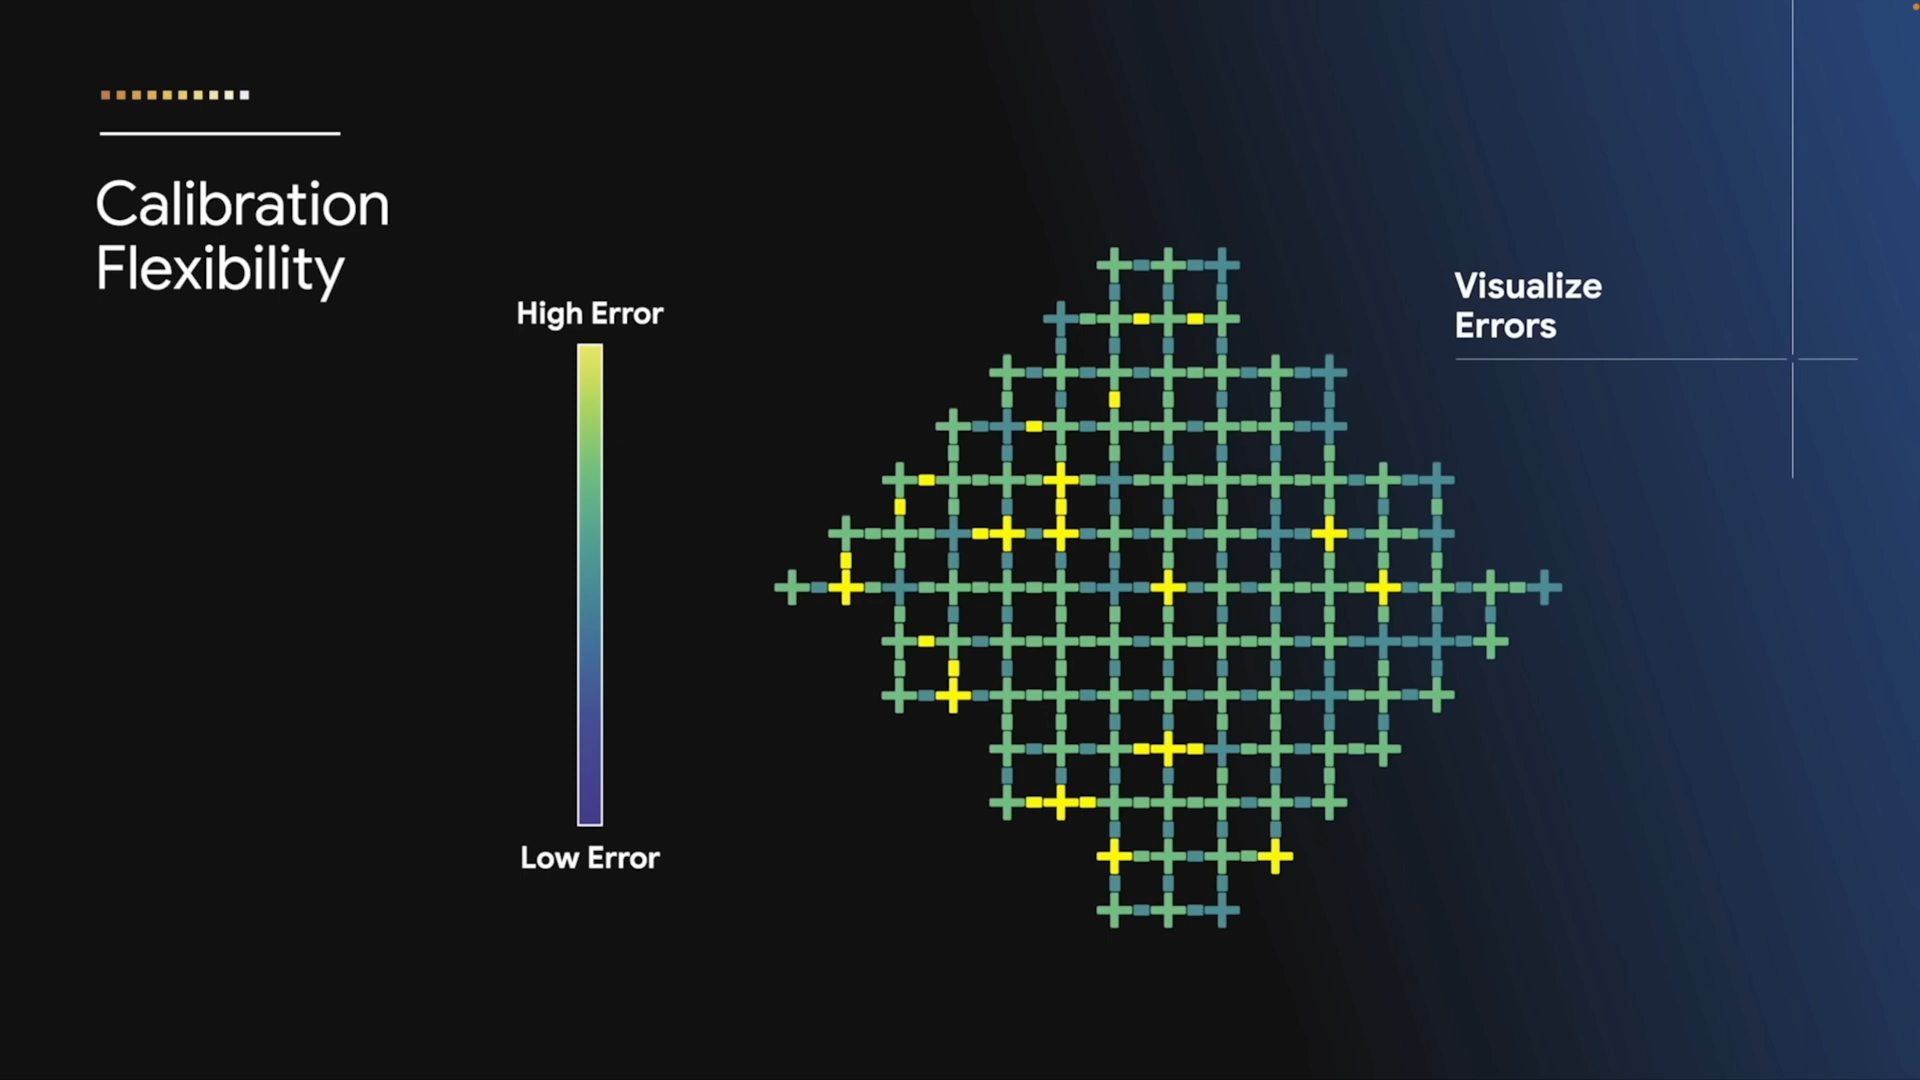 Calibration
Flexibility
High Error
Low Error
Visualize
Errors